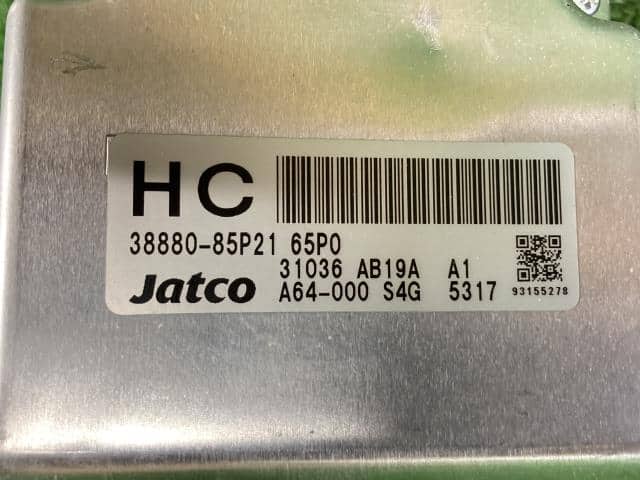 HC
38880-85P21 65P0
31036 AB19A A1
Jatco A64-000 S4G 5317
93155278